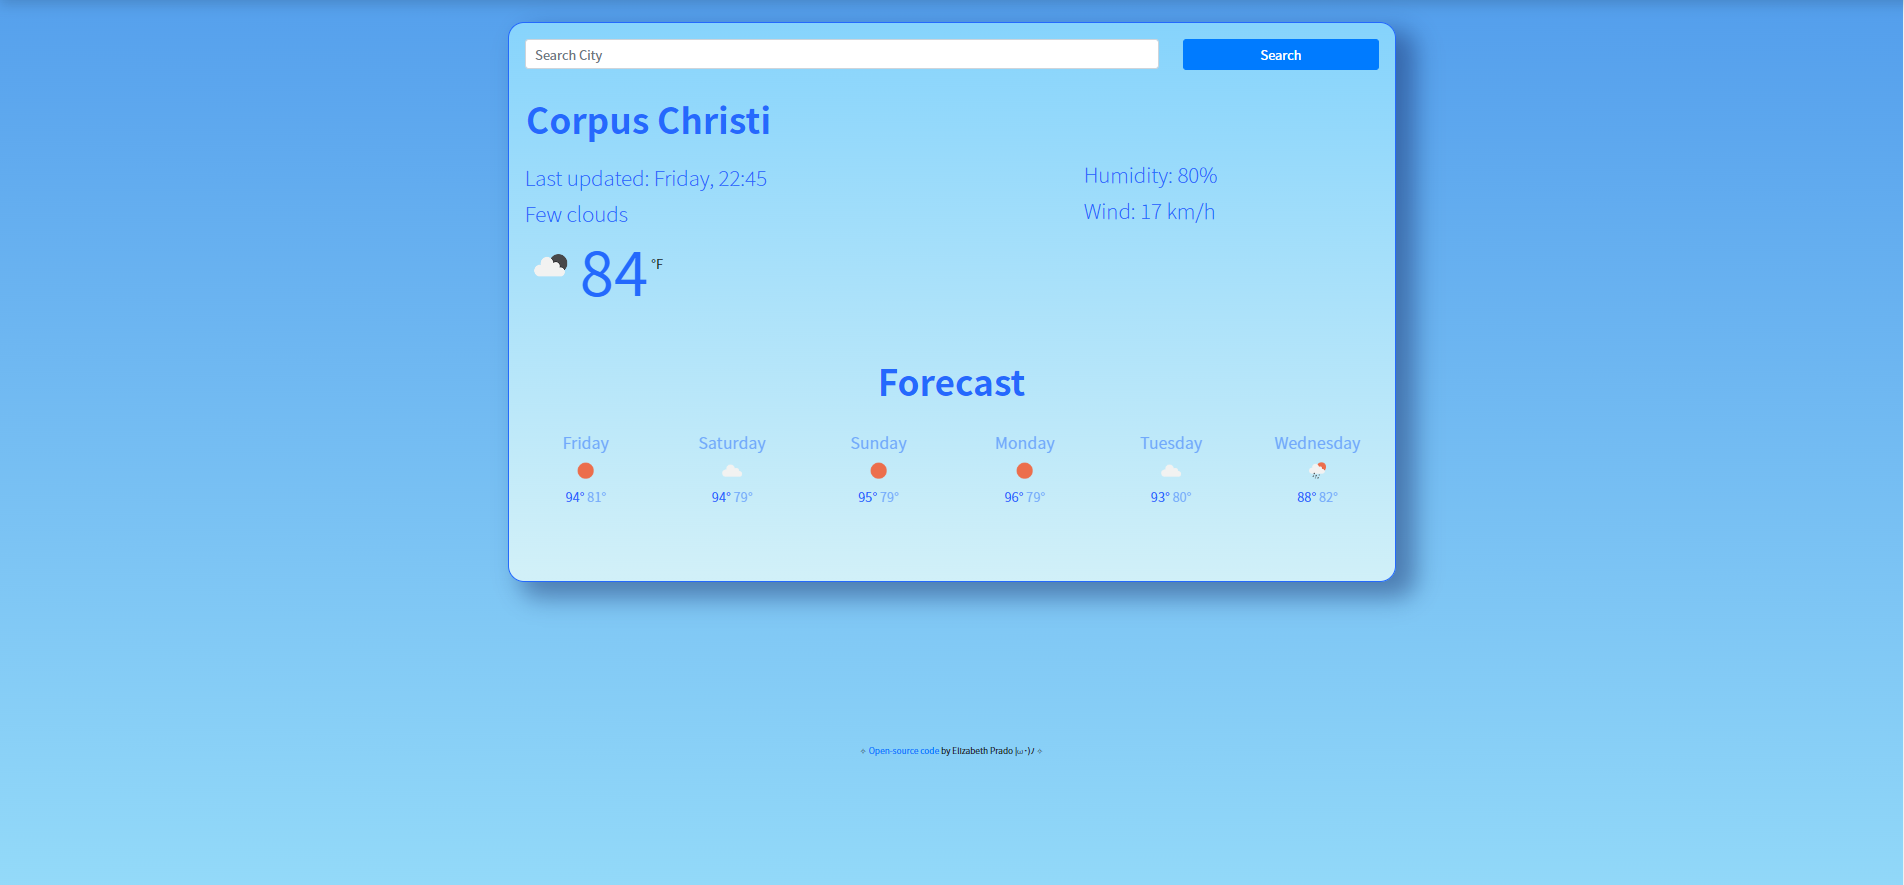 Search City
Search
Corpus Christi
Last updated: Friday, 22:45
Few clouds
Humidity: 80%
Wind: 17 km/h
84 °F
Forecast
Friday Saturday Sunday Monday Tuesday Wednesday
94° 81° 94° 79° 95° 79° 96° 79° 93° 80° 88° 82°
✧ Open-source code by Elizabeth Prado |ω・)ノ ✧